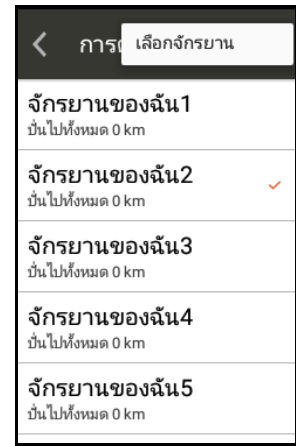 การ
เลือกจักรยาน
จักรยานของฉัน1
ปั่นไปทั้งหมด 0 km
จักรยานของฉัน2
ปั่นไปทั้งหมด 0 km
จักรยานของฉัน3
ปั่นไปทั้งหมด 0 km
จักรยานของฉัน4
ปั่นไปทั้งหมด 0 km
จักรยานของฉัน5
ปั่นไปทั้งหมด 0 km